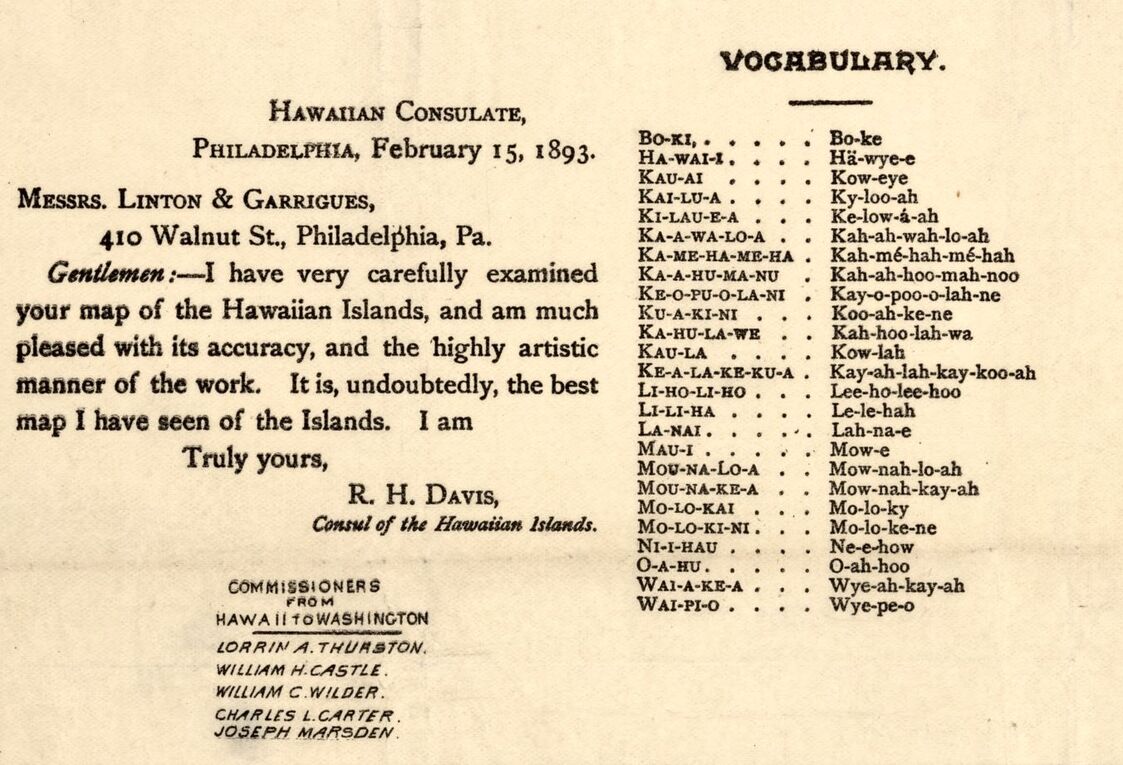 HAWAIIAN CONSULATE,
PHILADELPHIA, February 15, 1893.
MESSRS. LINTON & GARRIGUES,
410 Walnut St., Philadelphia, Pa.
Gentlemen:—I have very carefully examined
your map of the Hawaiian Islands, and am much
pleased with its accuracy, and the highly artistic
manner of the work. It is, undoubtedly, the best
map I have seen of the Islands. I am
Truly yours,
R. H. DAVIS,
Consul of the Hawaiian Islands.
COMMISSIONERS
FROM
HAWAII TO WASHINGTON
LORRIN A. THURSTON.
WILLIAM H. CASTLE.
WILLIAM C. WILDER.
CHARLES L. CARTER.
JOSEPH MARSDEN.
VOCABULARY.
BO-KI, . . . . . Bo-ke
HA-WAI-I . . . . Hä-wye-e
KAU-AI . . . . Kow-eye
KAI-LU-A . . . . Ky-loo-ah
KI-LAU-E-A . . . Ke-low-á-ah
KA-A-WA-LO-A . . Kah-ah-wah-lo-ah
KA-ME-HA-ME-HA . Kah-mé-hah-mé-hah
KA-A-HU-MA-NU . Kah-ah-hoo-mah-noo
KE-O-PU-O-LA-NI . Kay-o-poo-o-lah-ne
KU-A-KI-NI . . . Koo-ah-ke-ne
KA-HU-LA-WE . . Kah-hoo-lah-wa
KAU-LA . . . . Kow-lah
KE-A-LA-KE-KU-A . Kay-ah-lah-kay-koo-ah
LI-HO-LI-HO . . . Lee-ho-lee-hoo
LI-LI-HA . . . . Le-le-hah
LA-NAI . . . . . Lah-na-e
MAU-I . . . . . Mow-e
MOU-NA-LO-A . . Mow-nah-lo-ah
MOU-NA-KE-A . . Mow-nah-kay-ah
MO-LO-KAI . . . Mo-lo-ky
MO-LO-KI-NI . . . Mo-lo-ke-ne
NI-I-HAU . . . . Ne-e-how
O-A-HU . . . . . O-ah-hoo
WAI-A-KE-A . . . Wye-ah-kay-ah
WAI-PI-O . . . . Wye-pe-o